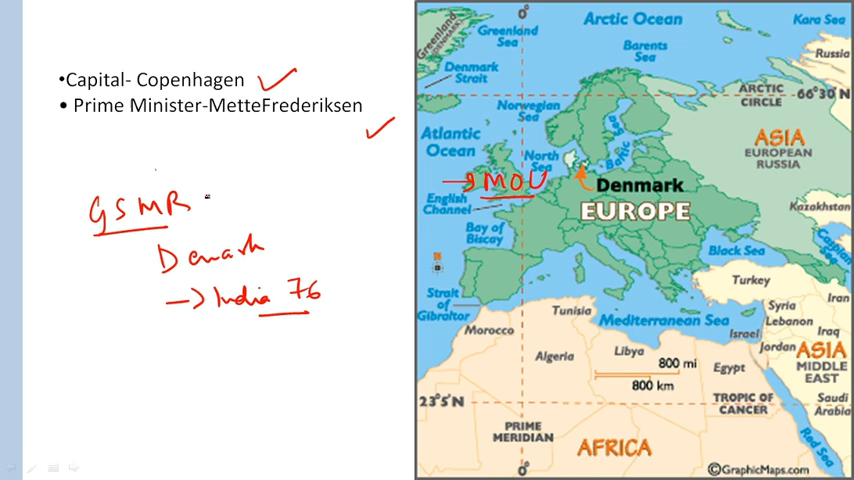 •Capital- Copenhagen
• Prime Minister-MetteFrederiksen
GSMR
Denmark
→ India 76
Arctic Ocean
Kara Sea
Greenland
(DENMARK)
Greenland
Sea
Barents
Sea
Russia
Denmark
Strait
ARCTIC
CIRCLE
66°30'N
Norwegian
Sea
Atlantic
Ocean
ASIA
EUROPEAN
RUSSIA
North
Sea
Baltic
Sea
MOU
Denmark
EUROPE
English
Channel
Kazakhstan
Bay of
Biscay
Black Sea
Caspian
Sea
Turkey
Strait of
Gibraltar
Mediterranean Sea
Tunisia
Morocco
Algeria
Libya
Egypt
Syria
Lebanon
Israel
Jordan
Iraq
Iran
ASIA
MIDDLE
EAST
Saudi
Arabia
Red Sea
800 mi
800 km
23°5'N
TROPIC OF
CANCER
PRIME
MERIDIAN
AFRICA
0°
0°
©GraphicMaps.com